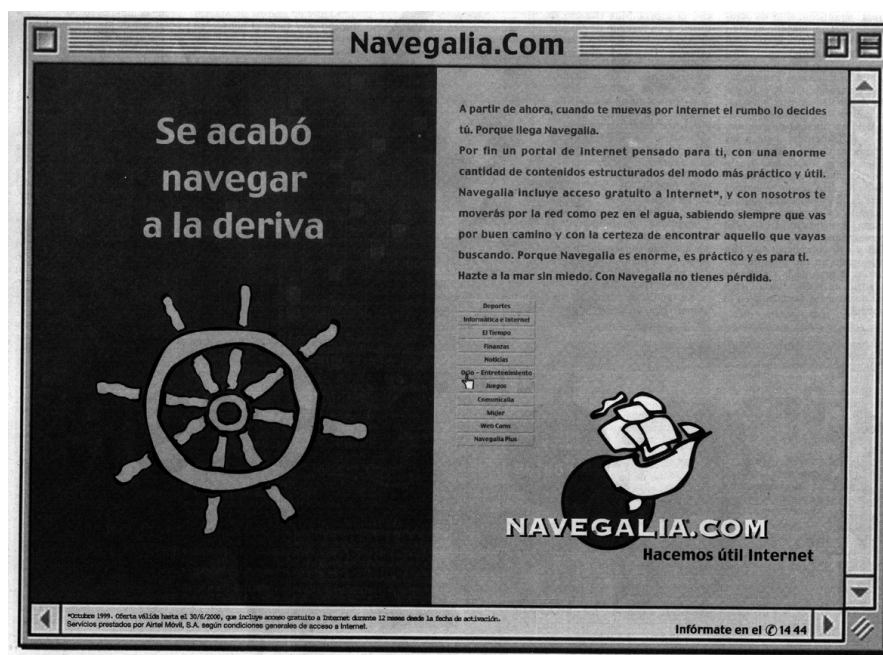 Navegalia.Com
Se acabó
navegar
a la deriva
A partir de ahora, cuando te muevas por Internet el rumbo lo decides
tú. Porque llega Navegalia.
Por fin un portal de Internet pensado para ti, con una enorme
cantidad de contenidos estructurados del modo más práctico y útil.
Navegalia incluye acceso gratuito a Internet*, y con nosotros te
moverás por la red como pez en el agua, sabiendo siempre que vas
por buen camino y con la certeza de encontrar aquello que vayas
buscando. Porque Navegalia es enorme, es práctico y es para ti.
Hazte a la mar sin miedo. Con Navegalia no tienes pérdida.
Deportes
Informática e Internet
El Tiempo
Finanzas
Noticias
Ocio - Entretenimiento
Juegos
Comunicalia
Mujer
Web Cams
Navegalia Plus
NAVEGALIA.COM
Hacemos útil Internet
*Octubre 1999. Oferta válida hasta el 30/6/2000, que incluye acceso gratuito a Internet durante 12 meses desde la fecha de activación.
Servicios prestados por Airtel Móvil, S.A. según condiciones generales de acceso a Internet.
Infórmate en el ✆ 14 44